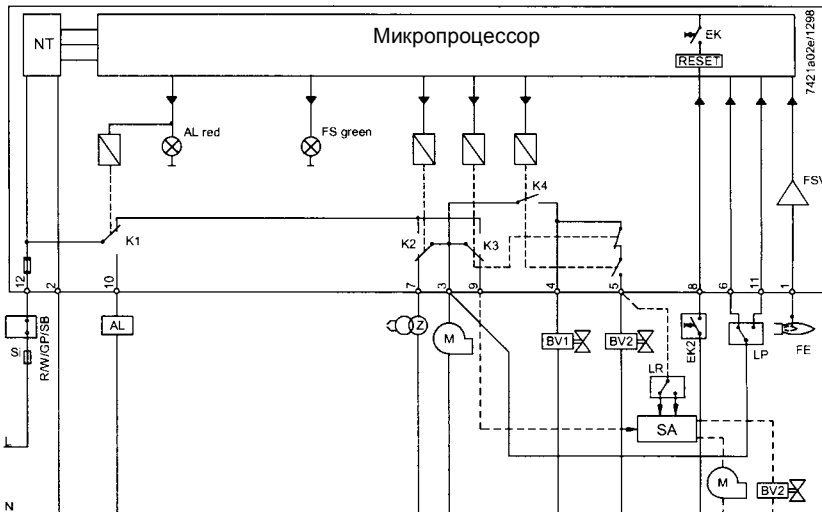 NT
Микропроцессор
EK
RESET
7421a02e/1298
AL red
FS green
FSV
K4
K1
K2
K3
12
2
10
7
3
9
4
5
8
6
11
1
Si
R/W/GP/SB
AL
Z
M
BV1
BV2
EK2
LP
FE
LR
SA
L
M
BV2
N